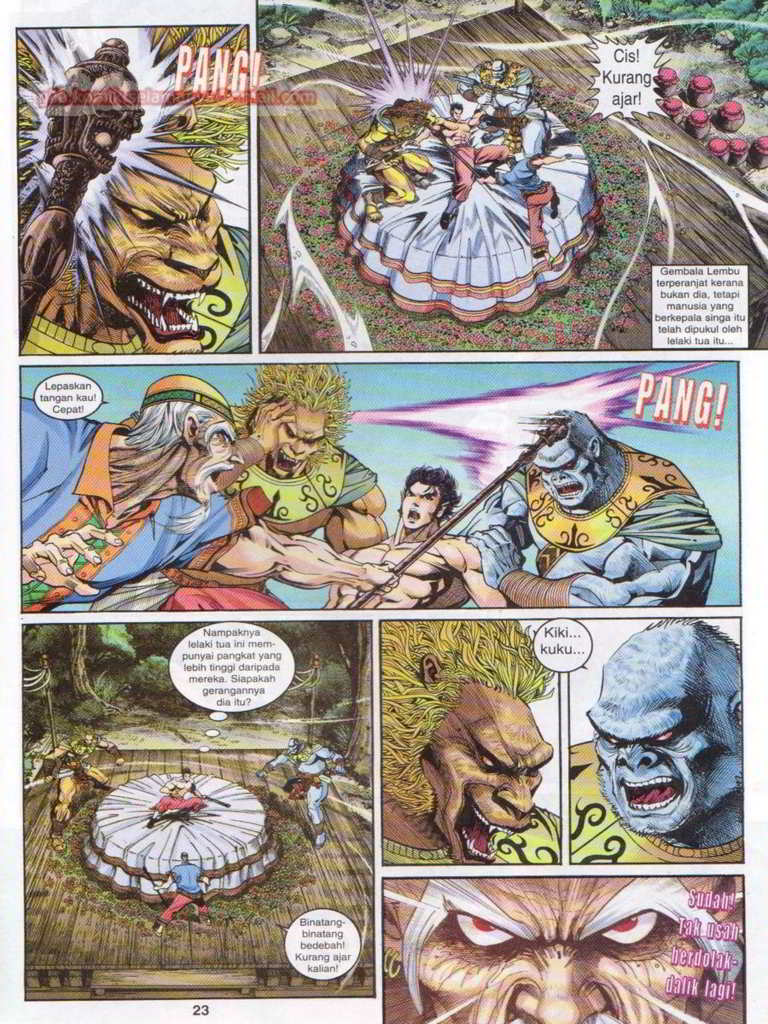 PANG!
Cis!
Kurang
ajar!
Gembala Lembu
terperanjat kerana
bukan dia, tetapi
manusia yang
berkepala singa itu
telah dipukul oleh
lelaki tua itu...
Lepaskan
tangan kau!
Cepat!
PANG!
Nampaknya
lelaki tua ini mem-
punyai pangkat yang
lebih tinggi daripada
mereka. Siapakah
gerangannya
dia itu?
Binatang-
binatang
bedebah!
Kurang ajar
kalian!
Kiki...
kuku...
Sudah!
Tak usah
berdolak-
dalik lagi!
23